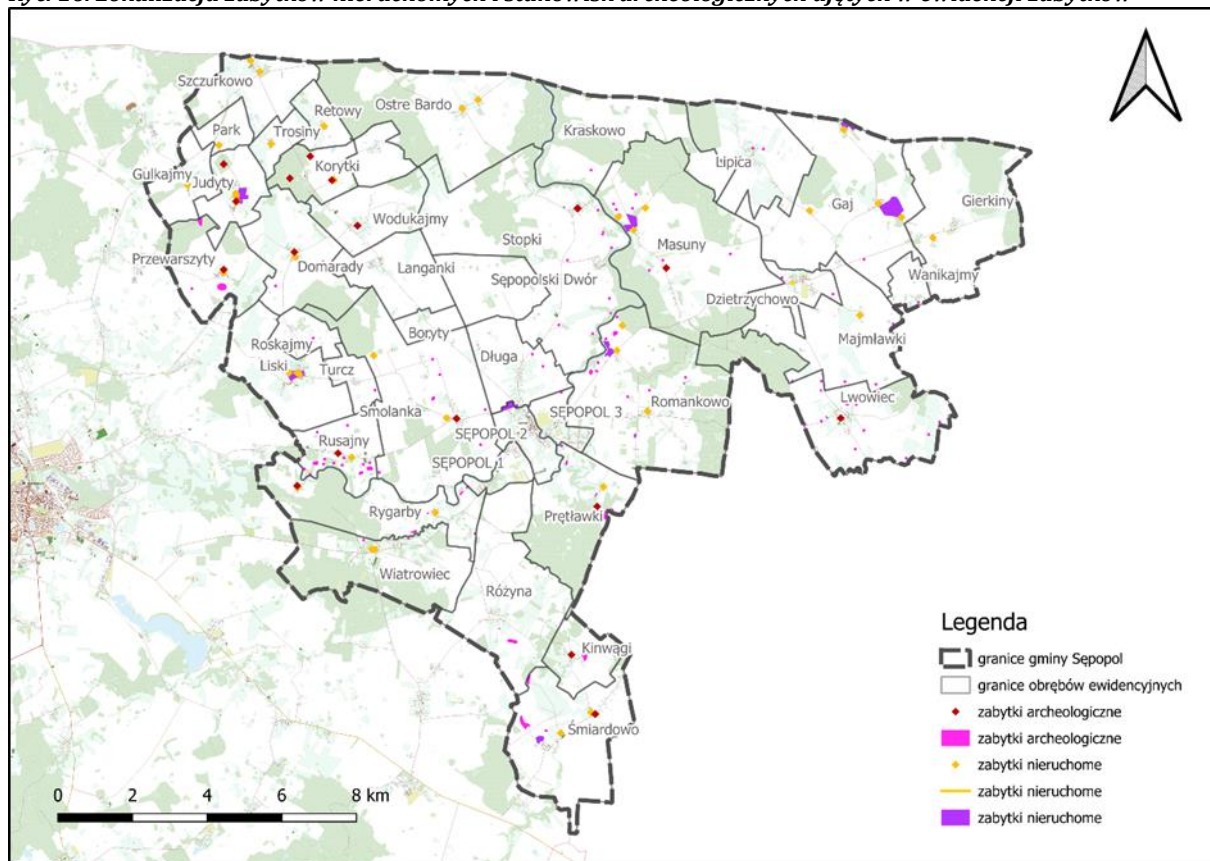 Szczurkowo
Ostre Bardo
Retowy
Park
Trosiny
Kraskowo
Lipica
Korytki
Gulkajmy
Judyty
Gaj
Gierkiny
Wodukajmy
Stopki
Masuny
Przewarszyty
Domarady
Langanki
Sępopolski Dwór
Wanikajmy
Dzietrzychowo
Boryty
Majmławki
Roskajmy
Długa
Liski
Turcz
Lwowiec
Romankowo
Smolanka
SĘPOPOL 3
SĘPOPOL 2
Rusajny
SĘPOPOL 1
Rygarby
Prętławki
Wiatrowiec
Różyna
Kinwągi
Śmiardowo
Legenda
granice gminy Sępopol
granice obrębów ewidencyjnych
zabytki archeologiczne
zabytki archeologiczne
zabytki nieruchome
zabytki nieruchome
zabytki nieruchome
0 2 4 6 8 km